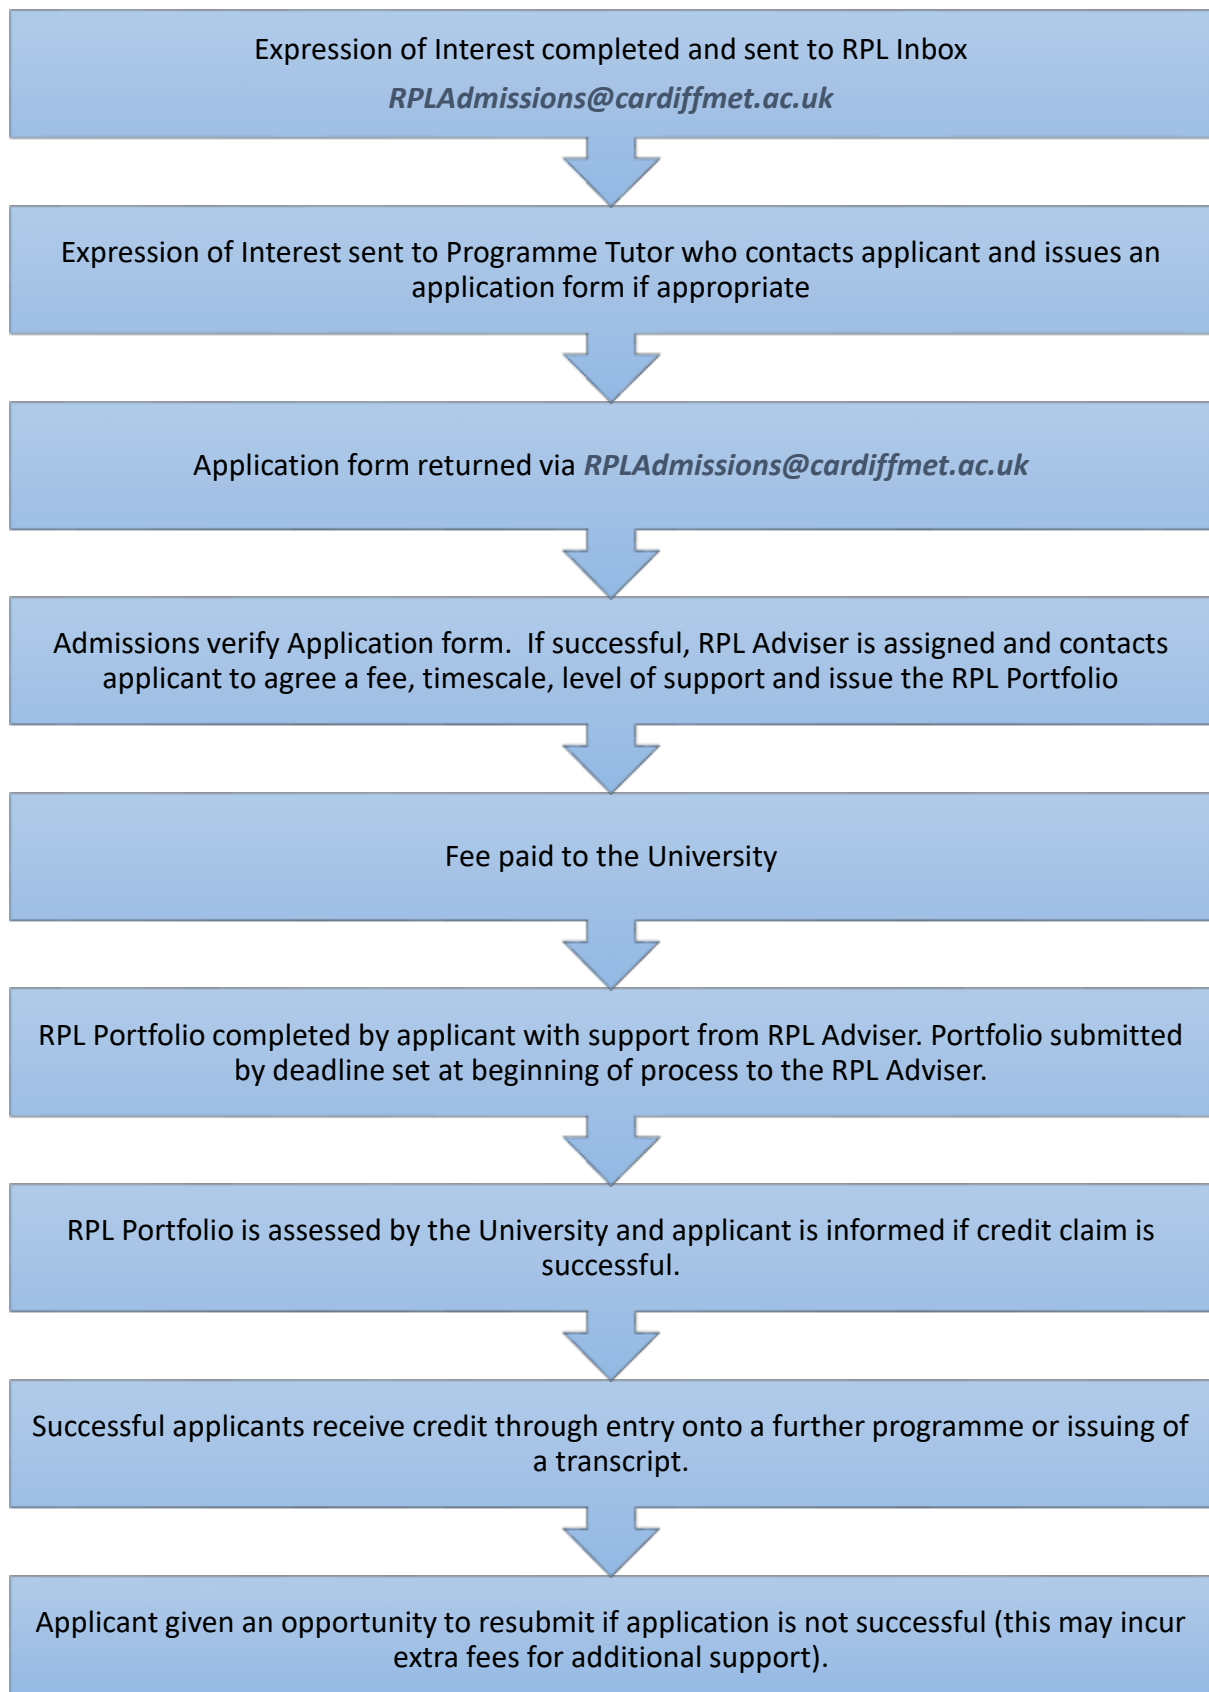 Expression of Interest completed and sent to RPL Inbox
RPLAdmissions@cardiffmet.ac.uk
Expression of Interest sent to Programme Tutor who contacts applicant and issues an
application form if appropriate
Application form returned via RPLAdmissions@cardiffmet.ac.uk
Admissions verify Application form.  If successful, RPL Adviser is assigned and contacts
applicant to agree a fee, timescale, level of support and issue the RPL Portfolio
Fee paid to the University
RPL Portfolio completed by applicant with support from RPL Adviser. Portfolio submitted
by deadline set at beginning of process to the RPL Adviser.
RPL Portfolio is assessed by the University and applicant is informed if credit claim is
successful.
Successful applicants receive credit through entry onto a further programme or issuing of
a transcript.
Applicant given an opportunity to resubmit if application is not successful (this may incur
extra fees for additional support).